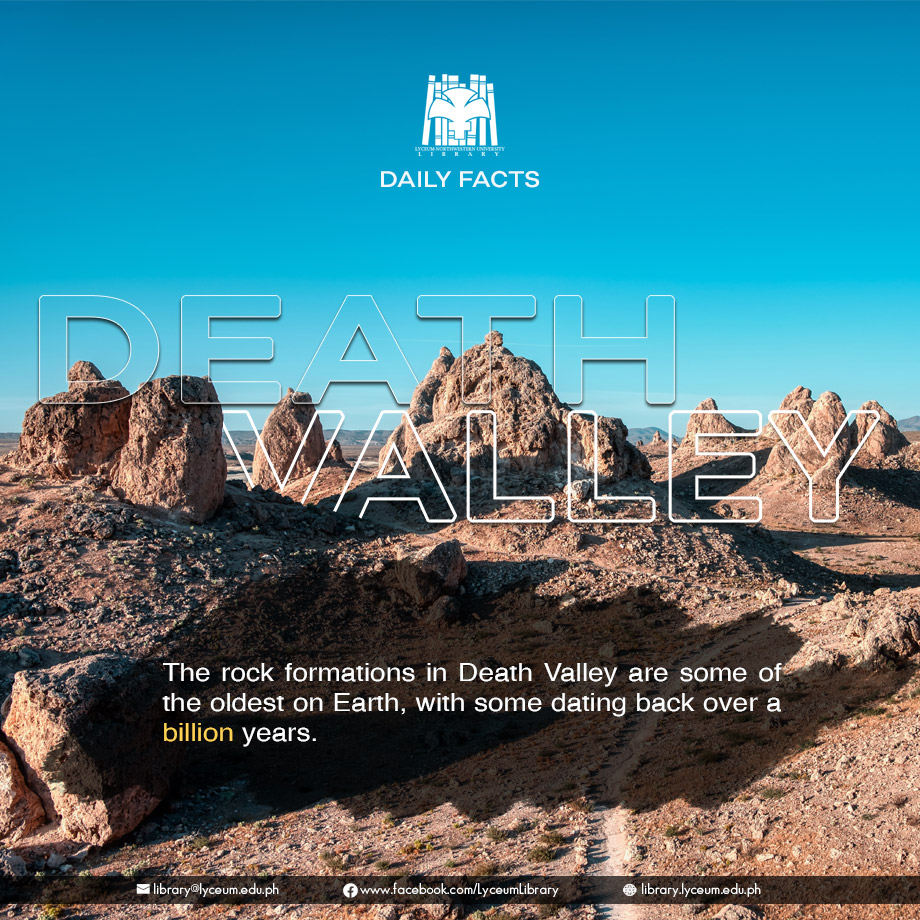 LYCEUM-NORTHWESTERN UNIVERSITY
LIBRARY
DAILY FACTS
DEATH
VALLEY
The rock formations in Death Valley are some of
the oldest on Earth, with some dating back over a
billion years.
library@lyceum.edu.ph www.facebook.com/LyceumLibrary library.lyceum.edu.ph